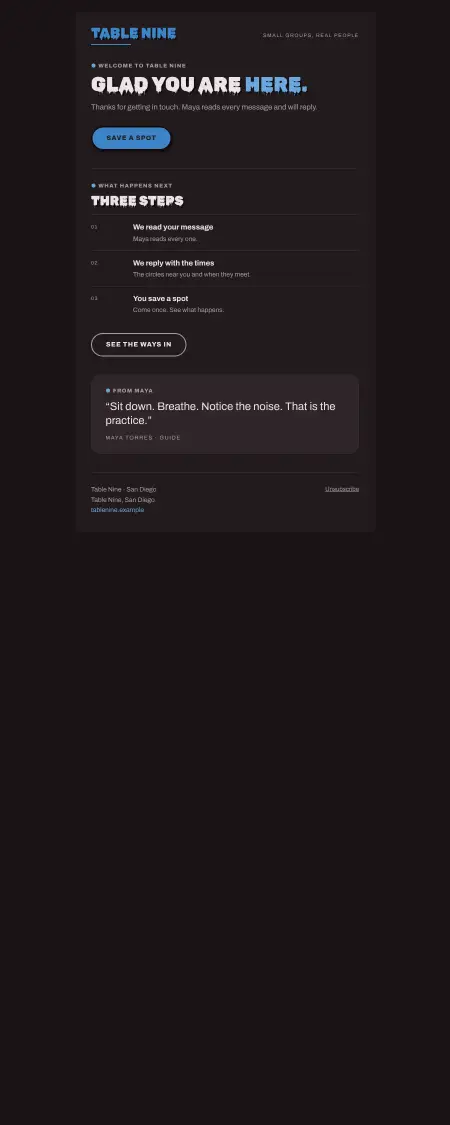 TABLE NINE
SMALL GROUPS, REAL PEOPLE
WELCOME TO TABLE NINE
GLAD YOU ARE HERE.
Thanks for getting in touch. Maya reads every message and will reply.
SAVE A SPOT
WHAT HAPPENS NEXT
THREE STEPS
01
We read your message
Maya reads every one.
02
We reply with the times
The circles near you and when they meet.
03
You save a spot
Come once. See what happens.
SEE THE WAYS IN
FROM MAYA
“Sit down. Breathe. Notice the noise. That is the
practice.”
MAYA TORRES · GUIDE
Table Nine · San Diego
Unsubscribe
Table Nine, San Diego
tablenine.example